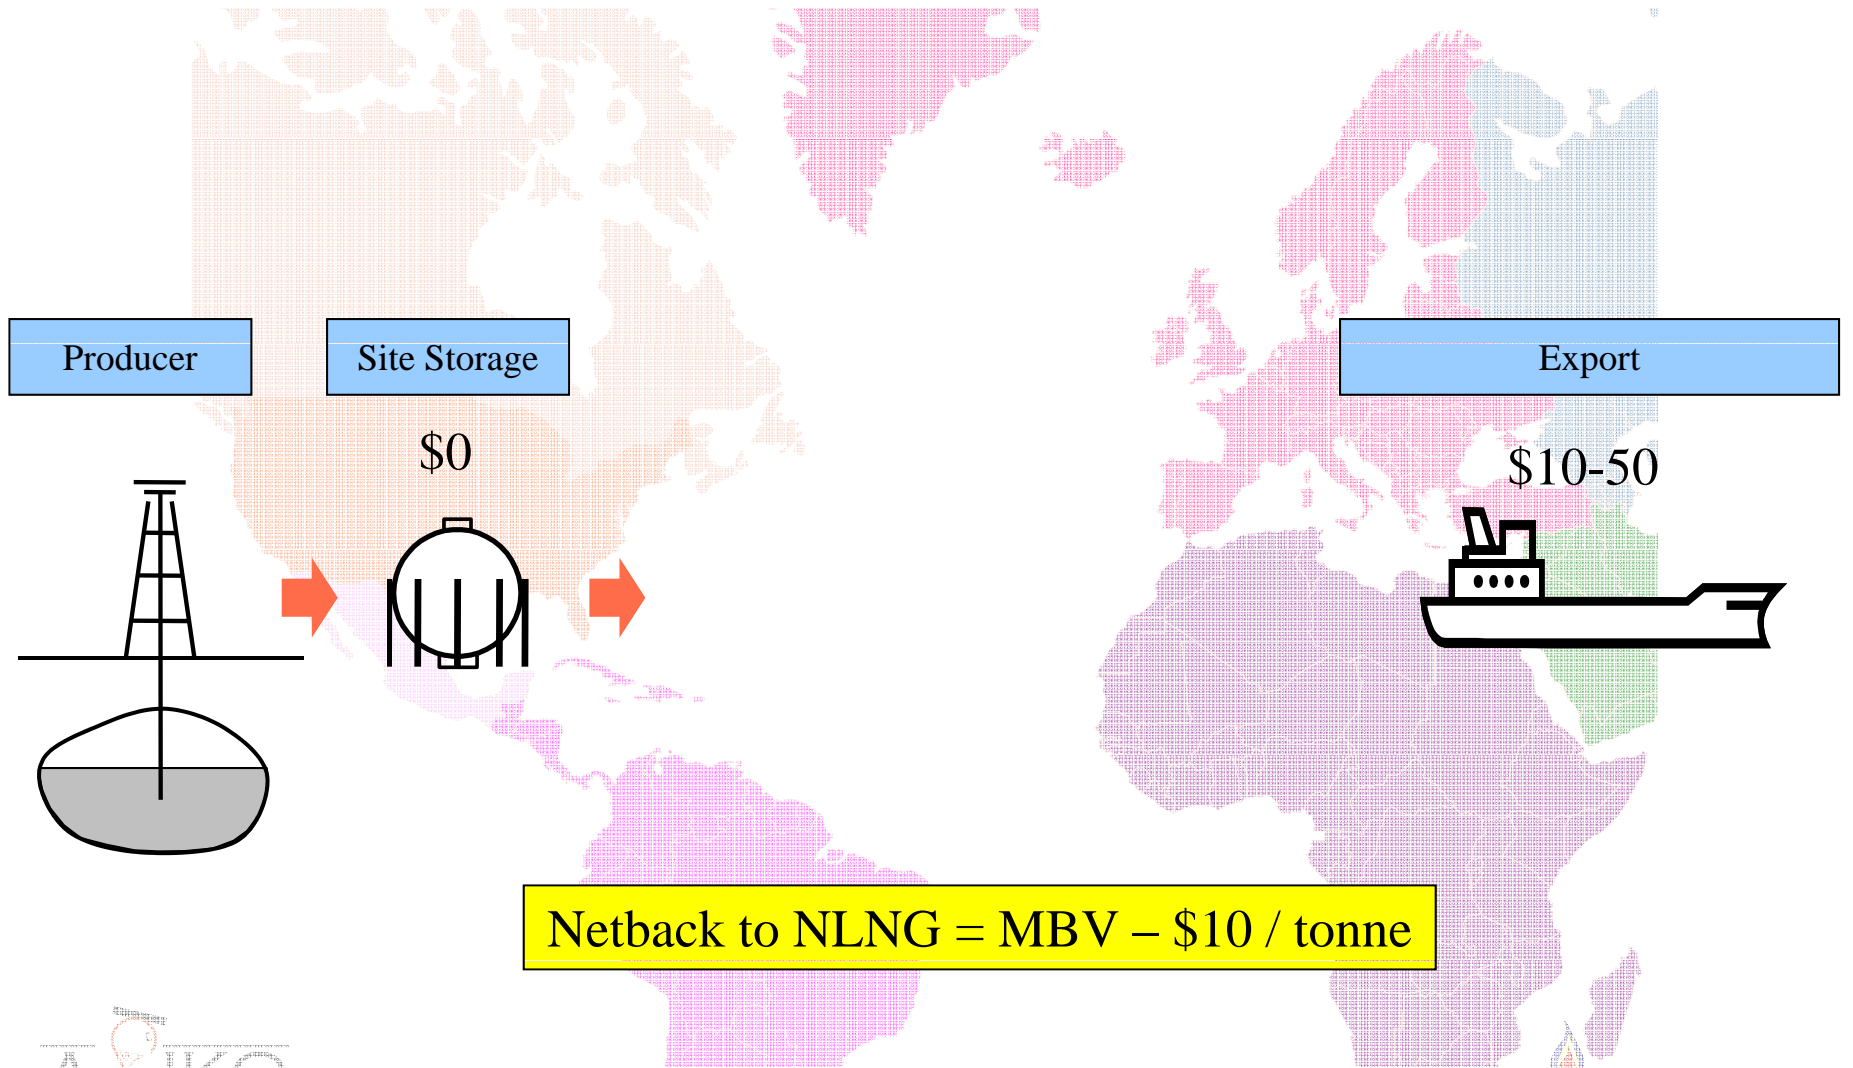 Producer
Site Storage
Export
$0
$10-50
Netback to NLNG = MBV – $10 / tonne